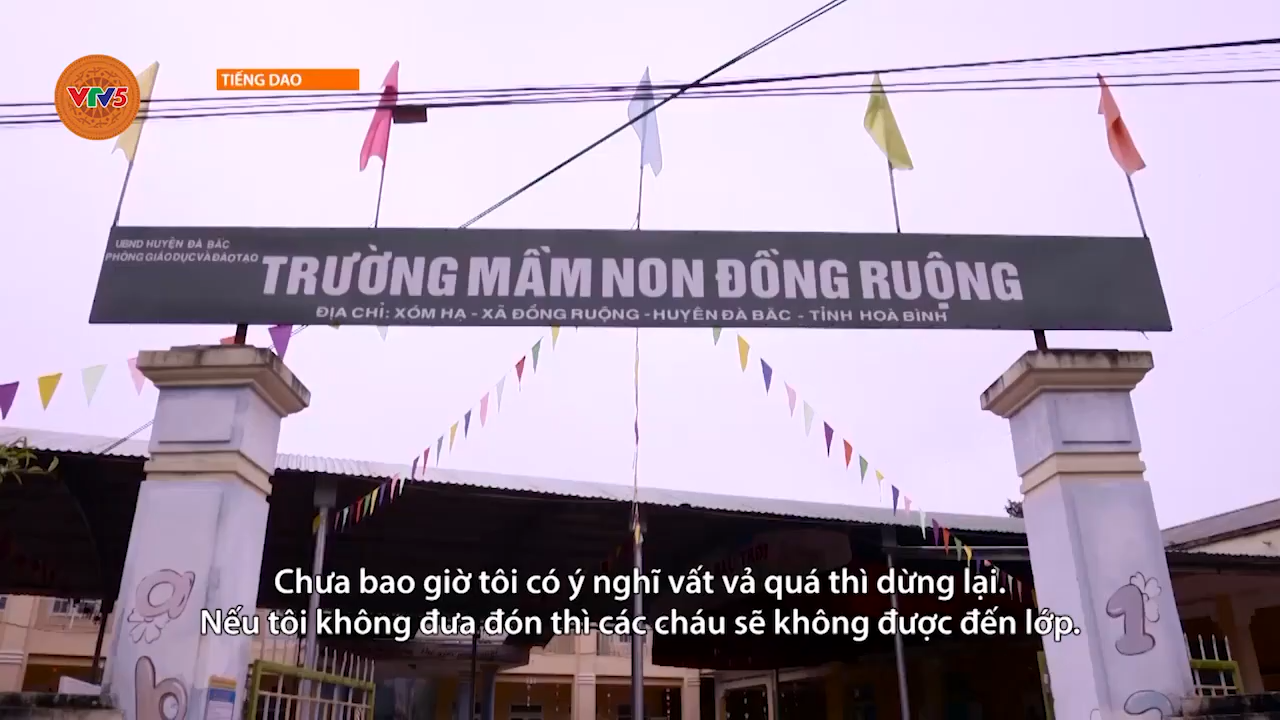 VTV5
TIẾNG DAO
UBND HUYỆN ĐÀ BẮC
PHÒNG GIÁO DỤC VÀ ĐÀO TẠO
TRƯỜNG MẦM NON ĐỒNG RUỘNG
ĐỊA CHỈ: XÓM HẠ - XÃ ĐỒNG RUỘNG - HUYỆN ĐÀ BẮC - TỈNH HOÀ BÌNH
a
1
b
Chưa bao giờ tôi có ý nghĩ vất vả quá thì dừng lại.
Nếu tôi không đưa đón thì các cháu sẽ không được đến lớp.